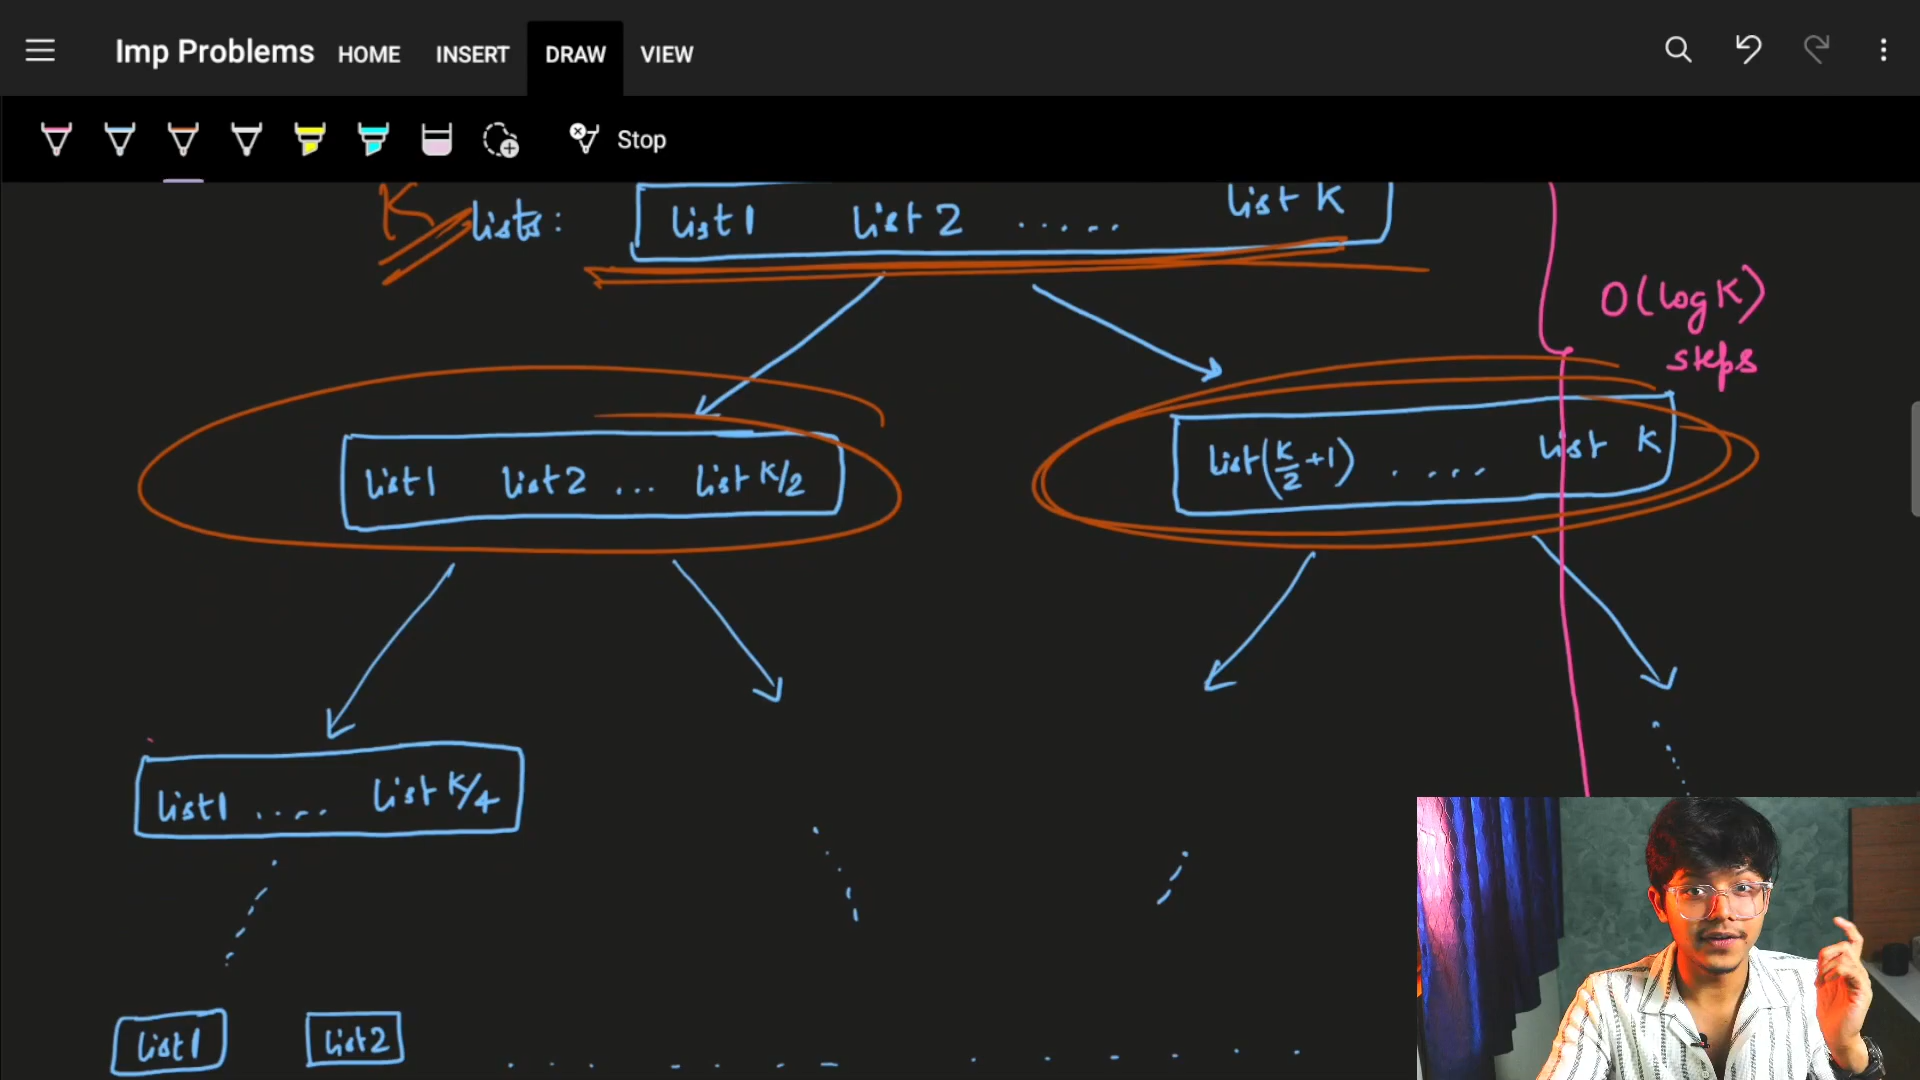 Imp Problems HOME INSERT DRAW VIEW
Stop
K lists: list 1 list 2 ..... list K
O(log K)
steps
list 1 list 2 ... list K/2
list(K/2+1) .... list K
list 1 .... list K/4
list 1 list 2